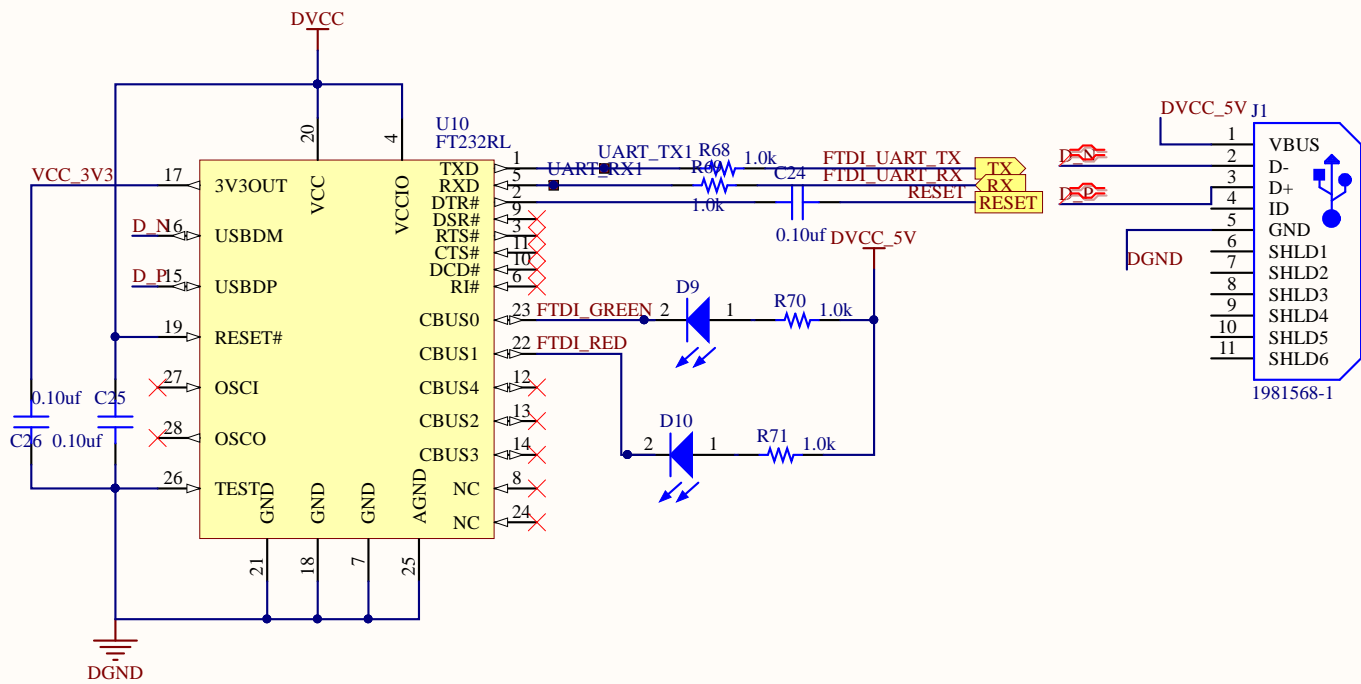 DVCC
U10
FT232RL
20
4
VCC
VCCIO
VCC_3V3
17
3V3OUT
D_N
16
USBDM
D_P
15
USBDP
19
RESET#
27
OSCI
28
OSCO
26
TEST
0.10uf
C25
C26
0.10uf
GND
GND
GND
AGND
21
18
7
25
DGND
TXD
1
RXD
5
DTR#
2
DSR#
9
RTS#
3
CTS#
11
DCD#
10
RI#
6
CBUS0
23
FTDI_GREEN
CBUS1
22
FTDI_RED
CBUS4
12
CBUS2
13
CBUS3
14
NC
8
NC
24
UART_TX1
R68
1.0k
FTDI_UART_TX
TX
UART_RX1
R69
1.0k
FTDI_UART_RX
RX
C24
0.10uf
RESET
RESET
DVCC_5V
D9
2
1
R70
1.0k
D10
2
1
R71
1.0k
D_N
D_P
DVCC_5V
J1
1
VBUS
2
D-
3
D+
4
ID
5
GND
DGND
6
SHLD1
7
SHLD2
8
SHLD3
9
SHLD4
10
SHLD5
11
SHLD6
1981568-1